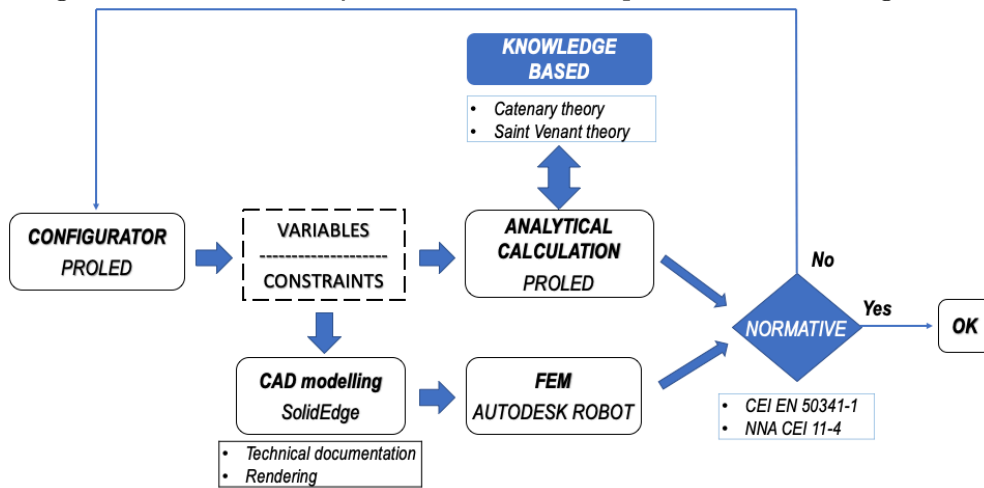 KNOWLEDGE
BASED
• Catenary theory
• Saint Venant theory
CONFIGURATOR
PROLED
VARIABLES
CONSTRAINTS
ANALYTICAL
CALCULATION
PROLED
No
Yes
NORMATIVE
OK
CAD modelling
SolidEdge
FEM
AUTODESK ROBOT
• CEI EN 50341-1
• NNA CEI 11-4
• Technical documentation
• Rendering